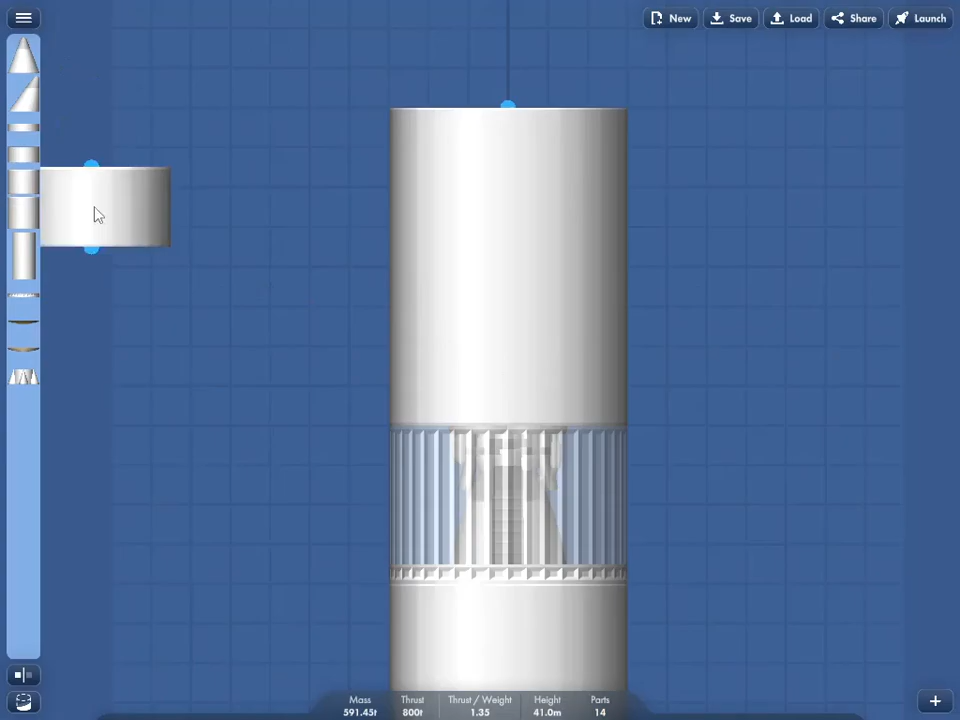 New
Save
Load
Share
Launch
Mass
591.45t
Thrust
800t
Thrust / Weight
1.35
Height
41.0m
Parts
14